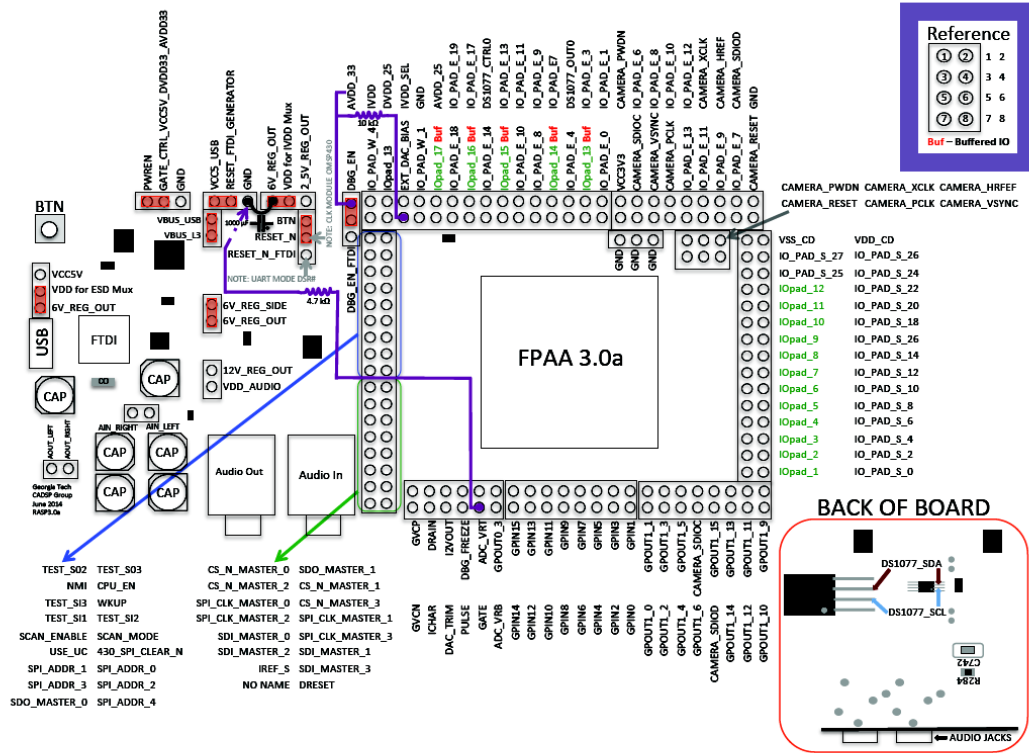 Reference
1 2 1 2
3 4 3 4
5 6 5 6
7 8 7 8
Buf – Buffered IO
AVDD_33
IVDD
DVDD_25
IVDD_SEL
GND
AVDD_25
IO_PAD_E_19
IO_PAD_E_17
DS1077_CTRL0
IO_PAD_E_11
IO_PAD_E_9
IO_PAD_E7
DS1077_OUT0
IO_PAD_E_3
IO_PAD_E_1
CAMERA_PWDN
IO_PAD_E_6
IO_PAD_E_8
IO_PAD_E_10
IO_PAD_E_12
CAMERA_XCLK
CAMERA_HREF
CAMERA_SDIOD
GND
10 kΩ
DBG_EN
IO_PAD_W_4
IOpad_13
EXT_DAC_BIAS
IO_PAD_W_1
IOpad_17 Buf
IO_PAD_E_18
IOpad_16 Buf
IO_PAD_E_14
IOpad_15 Buf
IO_PAD_E_10
IO_PAD_E_8
IOpad_14 Buf
IO_PAD_E_4
IOpad_13 Buf
IO_PAD_E_0
VCC3V3
CAMERA_SDIOC
CAMERA_VSYNC
CAMERA_PCLK
IO_PAD_E_13
IO_PAD_E_11
IO_PAD_E_9
IO_PAD_E_7
CAMERA_RESET
PWREN
GATE_CTRL_VCC5V_DVDD33_AVDD33
GND
VCC5_USB
RESET_FTDI_GENERATOR
GND
6V_REG_OUT
VDD for IVDD Mux
2_5V_REG_OUT
BTN
VBUS_USB
VBUS_L3
1000 µF
BTN
RESET_N
RESET_N_FTDI
NOTE: CLK MODULE OMSP430
NOTE: UART MODE DSR#
4.7 kΩ
DBG_EN_FTDI
GND
GND
GND
CAMERA_PWDN CAMERA_XCLK CAMERA_HRFEF
CAMERA_RESET CAMERA_PCLK CAMERA_VSYNC
VCC5V
VDD for ESD Mux
6V_REG_OUT
USB
FTDI
6V_REG_SIDE
6V_REG_OUT
12V_REG_OUT
VDD_AUDIO
CAP
CAP
AOUT_LEFT
AOUT_RIGHT
AIN_RIGHT
AIN_LEFT
CAP
CAP
CAP
CAP
Georgia Tech
CADSP Group
June 2014
RASP3.0a
Audio Out
Audio In
FPAA 3.0a
VSS_CD VDD_CD
IO_PAD_S_27 IO_PAD_S_26
IO_PAD_S_25 IO_PAD_S_24
IOpad_12 IO_PAD_S_22
IOpad_11 IO_PAD_S_20
IOpad_10 IO_PAD_S_18
IOpad_9 IO_PAD_S_26
IOpad_8 IO_PAD_S_14
IOpad_7 IO_PAD_S_12
IOpad_6 IO_PAD_S_10
IOpad_5 IO_PAD_S_8
IOpad_4 IO_PAD_S_6
IOpad_3 IO_PAD_S_4
IOpad_2 IO_PAD_S_2
IOpad_1 IO_PAD_S_0
GVCP
DRAIN
12VOUT
DBG_FREEZE
ADC_VRT
GPOUT0_3
GPIN15
GPIN13
GPIN11
GPIN9
GPIN7
GPIN5
GPIN3
GPIN1
GPOUT1_1
GPOUT1_3
GPOUT1_5
CAMERA_SDIOC
GPOUT1_15
GPOUT1_13
GPOUT1_11
GPOUT1_9
GVCN
ICHAR
DAC_TRIM
PULSE
GATE
ADC_VRB
GPIN14
GPIN12
GPIN10
GPIN8
GPIN6
GPIN4
GPIN2
GPIN0
GPOUT1_0
GPOUT1_2
GPOUT1_4
GPOUT1_6
CAMERA_SDIOD
GPOUT1_14
GPOUT1_12
GPOUT1_10
TEST_S02 TEST_S03
NMI CPU_EN
TEST_SI3 WKUP
TEST_SI1 TEST_SI2
SCAN_ENABLE SCAN_MODE
USE_UC 430_SPI_CLEAR_N
SPI_ADDR_1 SPI_ADDR_0
SPI_ADDR_3 SPI_ADDR_2
SDO_MASTER_0 SPI_ADDR_4
CS_N_MASTER_0 SDO_MASTER_1
CS_N_MASTER_2 CS_N_MASTER_1
SPI_CLK_MASTER_0 CS_N_MASTER_3
SPI_CLK_MASTER_2 SPI_CLK_MASTER_1
SDI_MASTER_0 SPI_CLK_MASTER_3
SDI_MASTER_2 SDI_MASTER_1
IREF_S SDI_MASTER_3
NO NAME DRESET
BACK OF BOARD
DS1077_SDA
DS1077_SCL
C742
R284
AUDIO JACKS